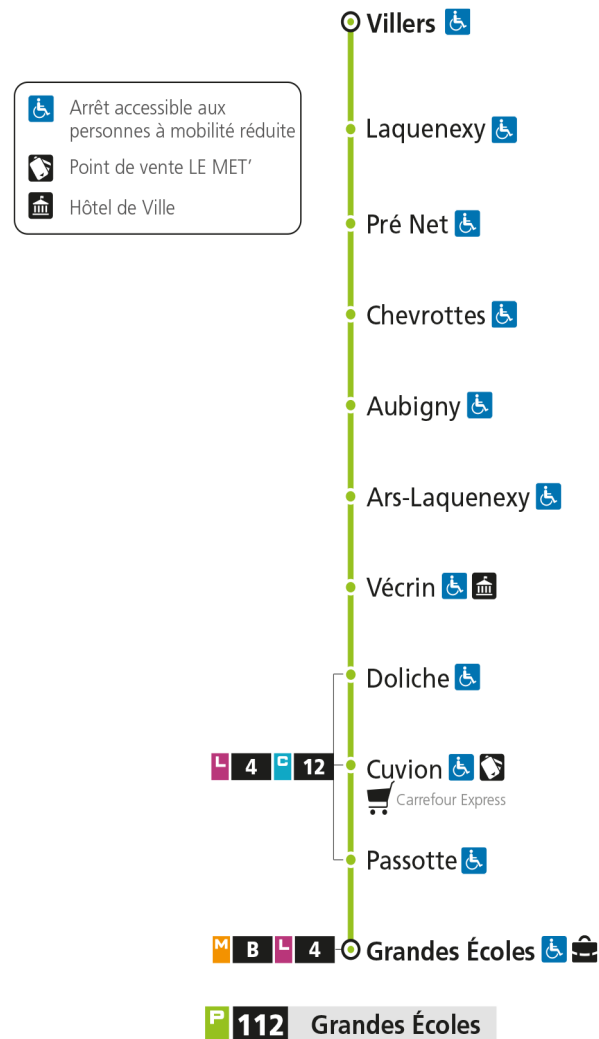 Villers
Arrêt accessible aux
personnes à mobilité réduite
Point de vente LE MET’
Hôtel de Ville
Laquenexy
Pré Net
Chevrottes
Aubigny
Ars-Laquenexy
Vécrin
Doliche
L 4 C 12 Cuvion
Carrefour Express
Passotte
M B L 4 Grandes Écoles
P 112 Grandes Écoles